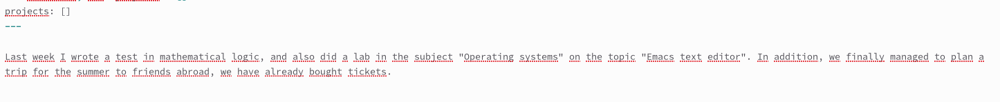 projects: []
---
Last week I wrote a test in mathematical logic, and also did a lab in the subject "Operating systems" on the topic "Emacs text editor". In addition, we finally managed to plan a
trip for the summer to friends abroad, we have already bought tickets.